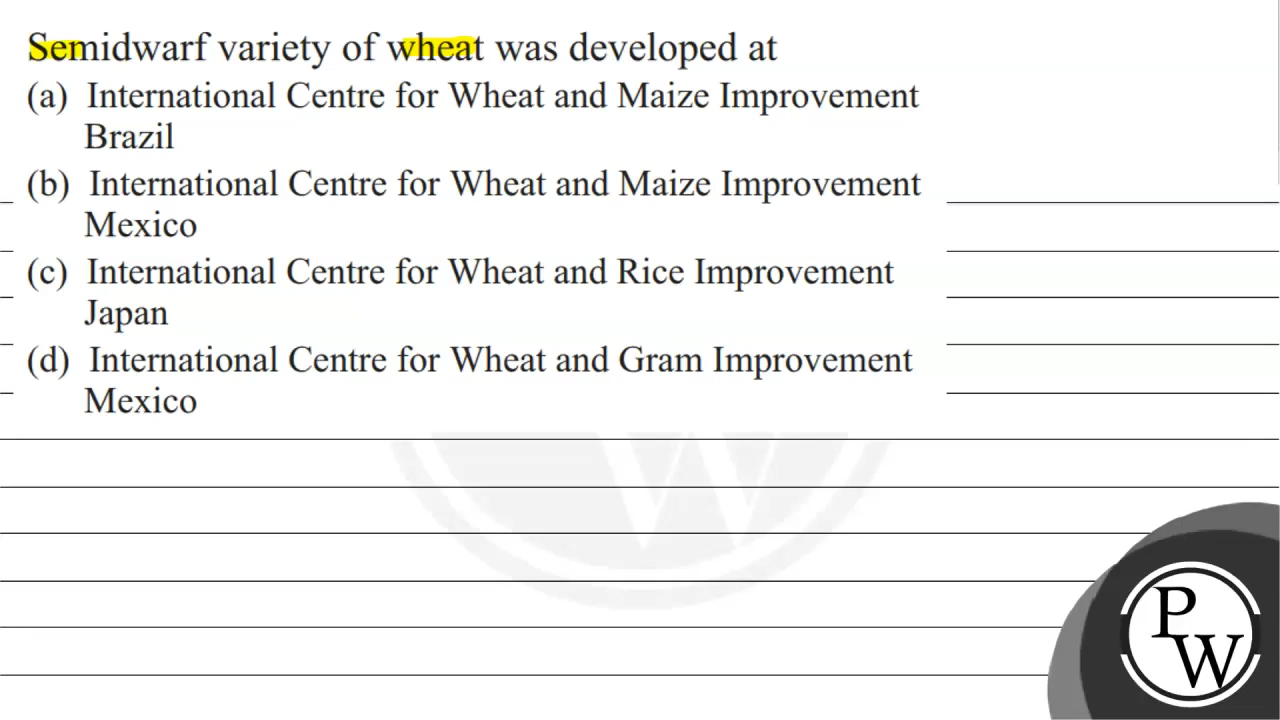 Semidwarf variety of wheat was developed at
(a) International Centre for Wheat and Maize Improvement
Brazil
(b) International Centre for Wheat and Maize Improvement
Mexico
(c) International Centre for Wheat and Rice Improvement
Japan
(d) International Centre for Wheat and Gram Improvement
Mexico
W
P
W